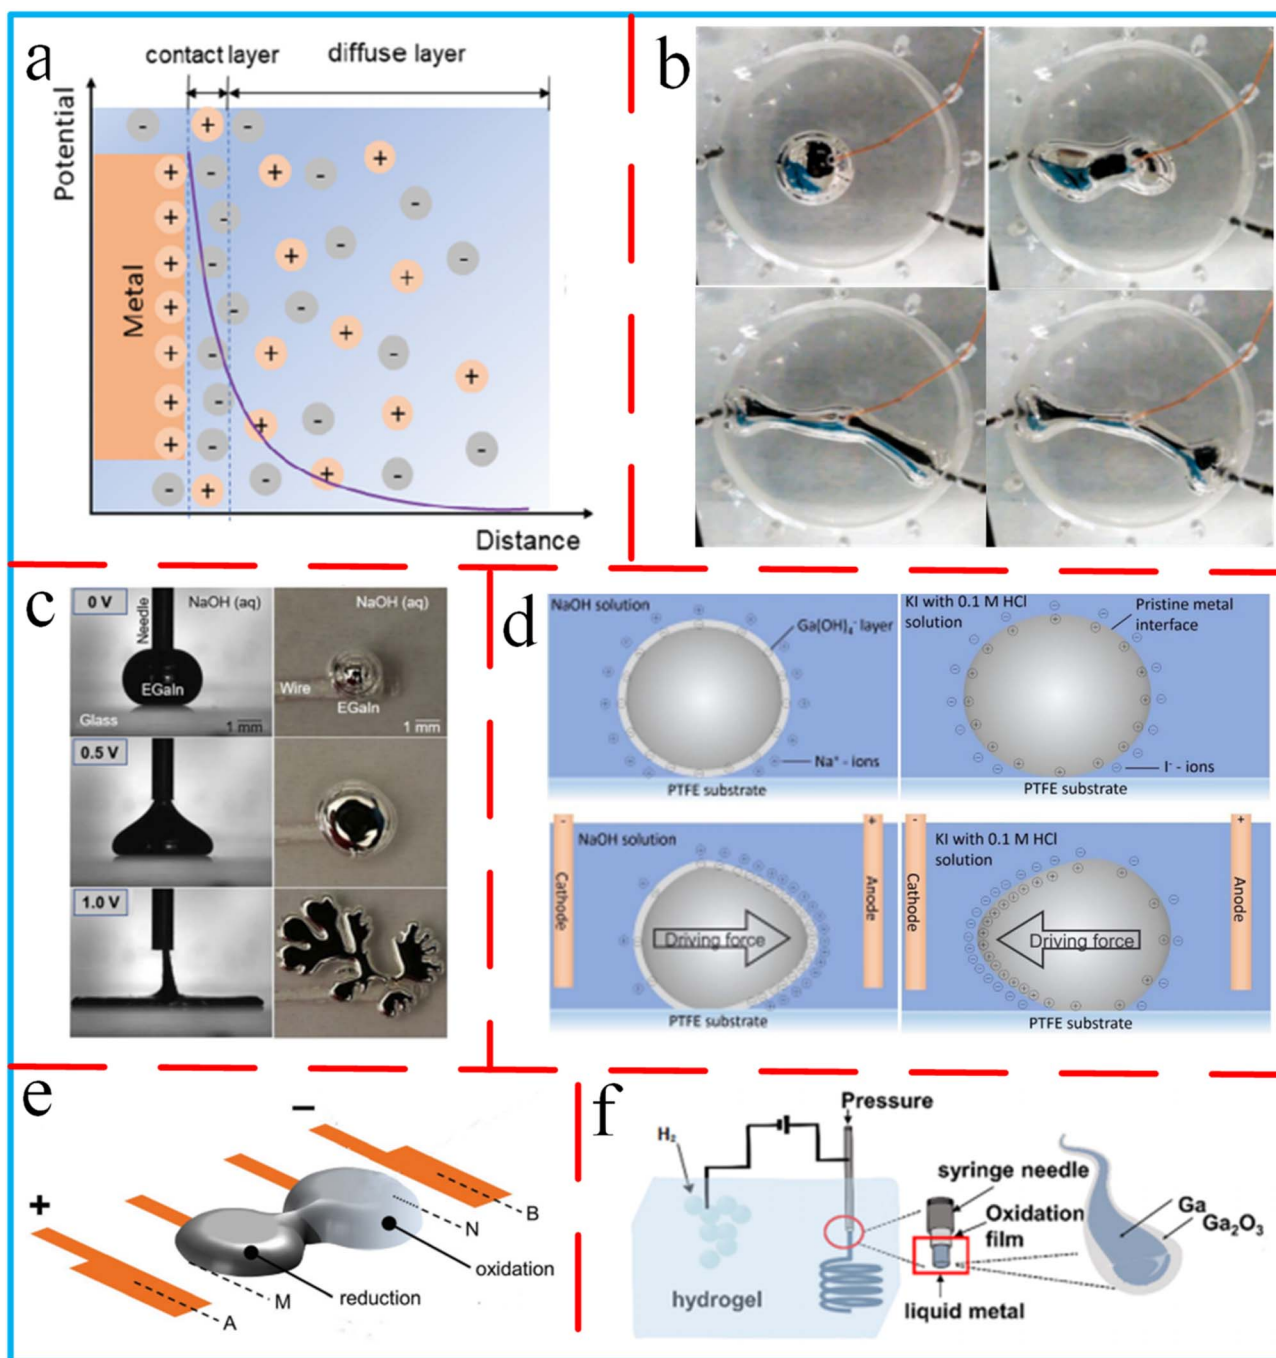 a
contact layer
diffuse layer
Potential
Metal
Distance
b
c
0 V
Needle
NaOH (aq)
EGaIn
Glass
1 mm
NaOH (aq)
Wire
EGaIn
1 mm
0.5 V
1.0 V
d
NaOH solution
Ga(OH)₄⁻ layer
Na⁺ - ions
PTFE substrate
KI with 0.1 M HCl
solution
Pristine metal
interface
I⁻ - ions
PTFE substrate
-
+
NaOH solution
Cathode
Driving force
Anode
PTFE substrate
-
+
KI with 0.1 M HCl
solution
Cathode
Driving force
Anode
PTFE substrate
e
−
+
B
N
oxidation
M
reduction
A
f
Pressure
H₂
syringe needle
Oxidation
film
Ga
Ga₂O₃
hydrogel
liquid metal